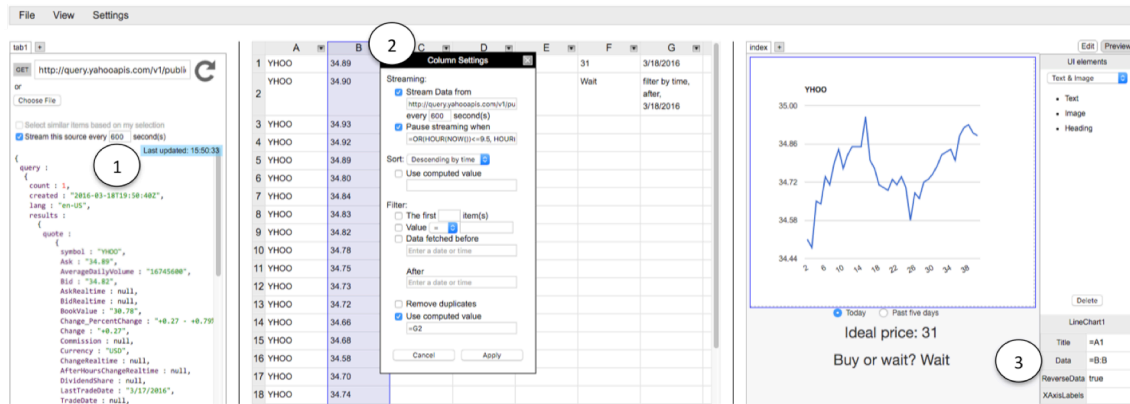 File View Settings
tab1 +
GET http://query.yahooapis.com/v1/publi
or
Choose File
Select similar items based on my selection
Stream this source every 600 second(s)
Last updated: 15:50:33
1
{
query :
{
count : 1,
created : "2016-03-18T19:50:40Z",
lang : "en-US",
results :
{
quote :
{
symbol : "YHOO",
Ask : "34.89",
AverageDailyVolume : "16745600",
Bid : "34.82",
AskRealtime : null,
BidRealtime : null,
BookValue : "30.78",
Change_PercentChange : "+0.27 - +0.79%
Change : "+0.27",
Commission : null,
Currency : "USD",
ChangeRealtime : null,
AfterHoursChangeRealtime : null,
DividendShare : null,
LastTradeDate : "3/17/2016",
TradeDate : null,
A B C D E F G
1 YHOO 34.89 31 3/18/2016
2 YHOO 34.90 Wait filter by time,
after,
3/18/2016
3 YHOO 34.93
4 YHOO 34.92
5 YHOO 34.89
6 YHOO 34.80
7 YHOO 34.84
8 YHOO 34.83
9 YHOO 34.82
10 YHOO 34.78
11 YHOO 34.75
12 YHOO 34.73
13 YHOO 34.72
14 YHOO 34.66
15 YHOO 34.68
16 YHOO 34.58
17 YHOO 34.70
18 YHOO 34.74
2
Column Settings
Streaming:
Stream Data from
http://query.yahooapis.com/v1/pu
every 600 second(s)
Pause streaming when
=OR(HOUR(NOW())<=9.5, HOUR(
Sort: Descending by time
Use computed value
Filter:
The first item(s)
Value =
Data fetched before
Enter a date or time
After
Enter a date or time
Remove duplicates
Use computed value
=G2
Cancel Apply
index +
Edit Preview
YHOO
35.00
34.86
34.72
34.58
34.44
2 6 10 14 18 22 26 30 34 38
Today Past five days
Ideal price: 31
Buy or wait? Wait
UI elements
Text & Image
Text
Image
Heading
Delete
LineChart1
Title =A1
3
Data =B:B
ReverseData true
XAxisLabels